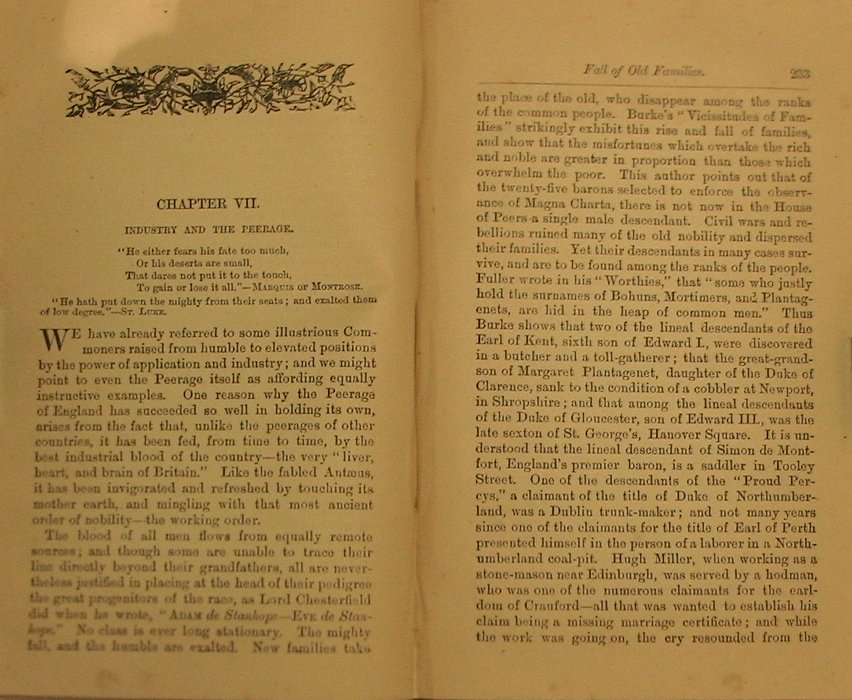 CHAPTER VII.
INDUSTRY AND THE PEERAGE.
"He either fears his fate too much,
Or his deserts are small,
That dares not put it to the touch,
To gain or lose it all."—MARQUIS OF MONTROSE.
"He hath put down the mighty from their seats; and exalted them
of low degree."—ST. LUKE.
WE have already referred to some illustrious Com-
moners raised from humble to elevated positions
by the power of application and industry; and we might
point to even the Peerage itself as affording equally
instructive examples. One reason why the Peerage
of England has succeeded so well in holding its own,
arises from the fact that, unlike the peerages of other
countries, it has been fed, from time to time, by the
best industrial blood of the country—the very "liver,
heart, and brain of Britain." Like the fabled Antæus,
it has been invigorated and refreshed by touching its
mother earth, and mingling with that most ancient
order of nobility—the working order.
The blood of all men flows from equally remote
sources; and though some are unable to trace their
line directly beyond their grandfathers, all are never-
theless justified in placing at the head of their pedigree
the great progenitors of the race, as Lord Chesterfield
did when he wrote, "ADAM de Stanhope—EVE de Stan-
hope." No class is ever long stationary. The mighty
fall, and the humble are exalted. New families take
Fall of Old Families. 233
the place of the old, who disappear among the ranks
of the common people. Burke's "Vicissitudes of Fam-
ilies" strikingly exhibit this rise and fall of families,
and show that the misfortunes which overtake the rich
and noble are greater in proportion than those which
overwhelm the poor. This author points out that of
the twenty-five barons selected to enforce the observ-
ance of Magna Charta, there is not now in the House
of Peers a single male descendant. Civil wars and re-
bellions ruined many of the old nobility and dispersed
their families. Yet their descendants in many cases sur-
vive, and are to be found among the ranks of the people.
Fuller wrote in his "Worthies," that "some who justly
hold the surnames of Bohuns, Mortimers, and Plantag-
enets, are hid in the heap of common men." Thus
Burke shows that two of the lineal descendants of the
Earl of Kent, sixth son of Edward I., were discovered
in a butcher and a toll-gatherer; that the great-grand-
son of Margaret Plantagenet, daughter of the Duke of
Clarence, sank to the condition of a cobbler at Newport,
in Shropshire; and that among the lineal descendants
of the Duke of Gloucester, son of Edward III., was the
late sexton of St. George's, Hanover Square. It is un-
derstood that the lineal descendant of Simon de Mont-
fort, England's premier baron, is a saddler in Tooley
Street. One of the descendants of the "Proud Per-
cys," a claimant of the title of Duke of Northumber-
land, was a Dublin trunk-maker; and not many years
since one of the claimants for the title of Earl of Perth
presented himself in the person of a laborer in a North-
umberland coal-pit. Hugh Miller, when working as a
stone-mason near Edinburgh, was served by a hodman,
who was one of the numerous claimants for the earl-
dom of Crauford—all that was wanted to establish his
claim being a missing marriage certificate; and while
the work was going on, the cry resounded from the